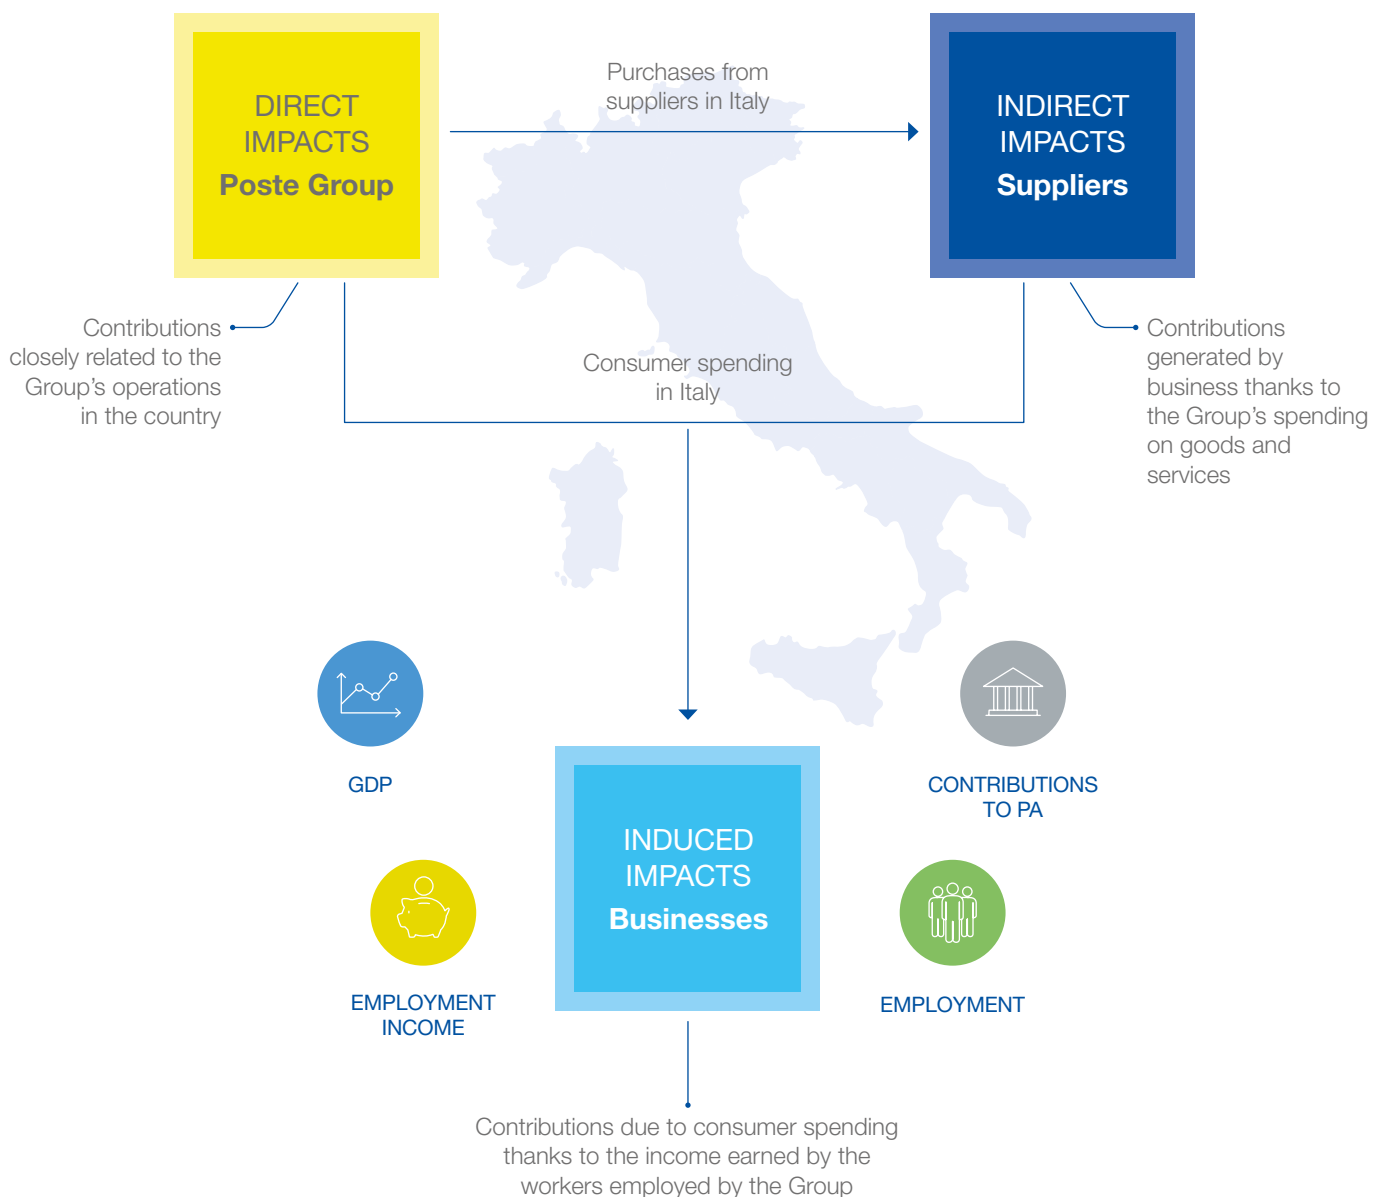 DIRECT
IMPACTS
Poste Group
Purchases from
suppliers in Italy
INDIRECT
IMPACTS
Suppliers
Contributions
closely related to the
Group’s operations
in the country
Consumer spending
in Italy
Contributions
generated by
business thanks to
the Group’s spending
on goods and
services
GDP
CONTRIBUTIONS
TO PA
INDUCED
IMPACTS
Businesses
EMPLOYMENT
INCOME
EMPLOYMENT
Contributions due to consumer spending
thanks to the income earned by the
workers employed by the Group